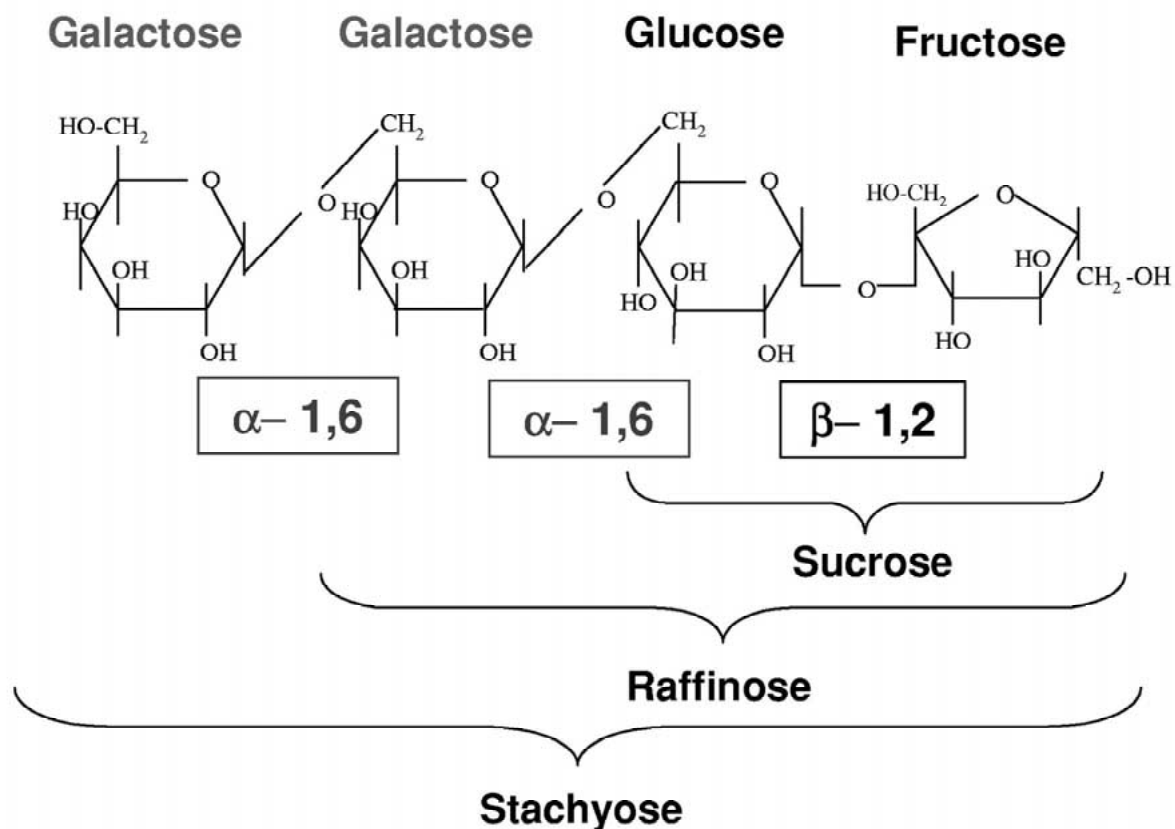 Galactose Galactose Glucose Fructose
HO-CH2 CH2 CH2
O O O HO-CH2 O
HO O HO O
OH OH OH HO CH2-OH
HO O
OH OH OH HO OH
α– 1,6 α– 1,6 β– 1,2
Sucrose
Raffinose
Stachyose